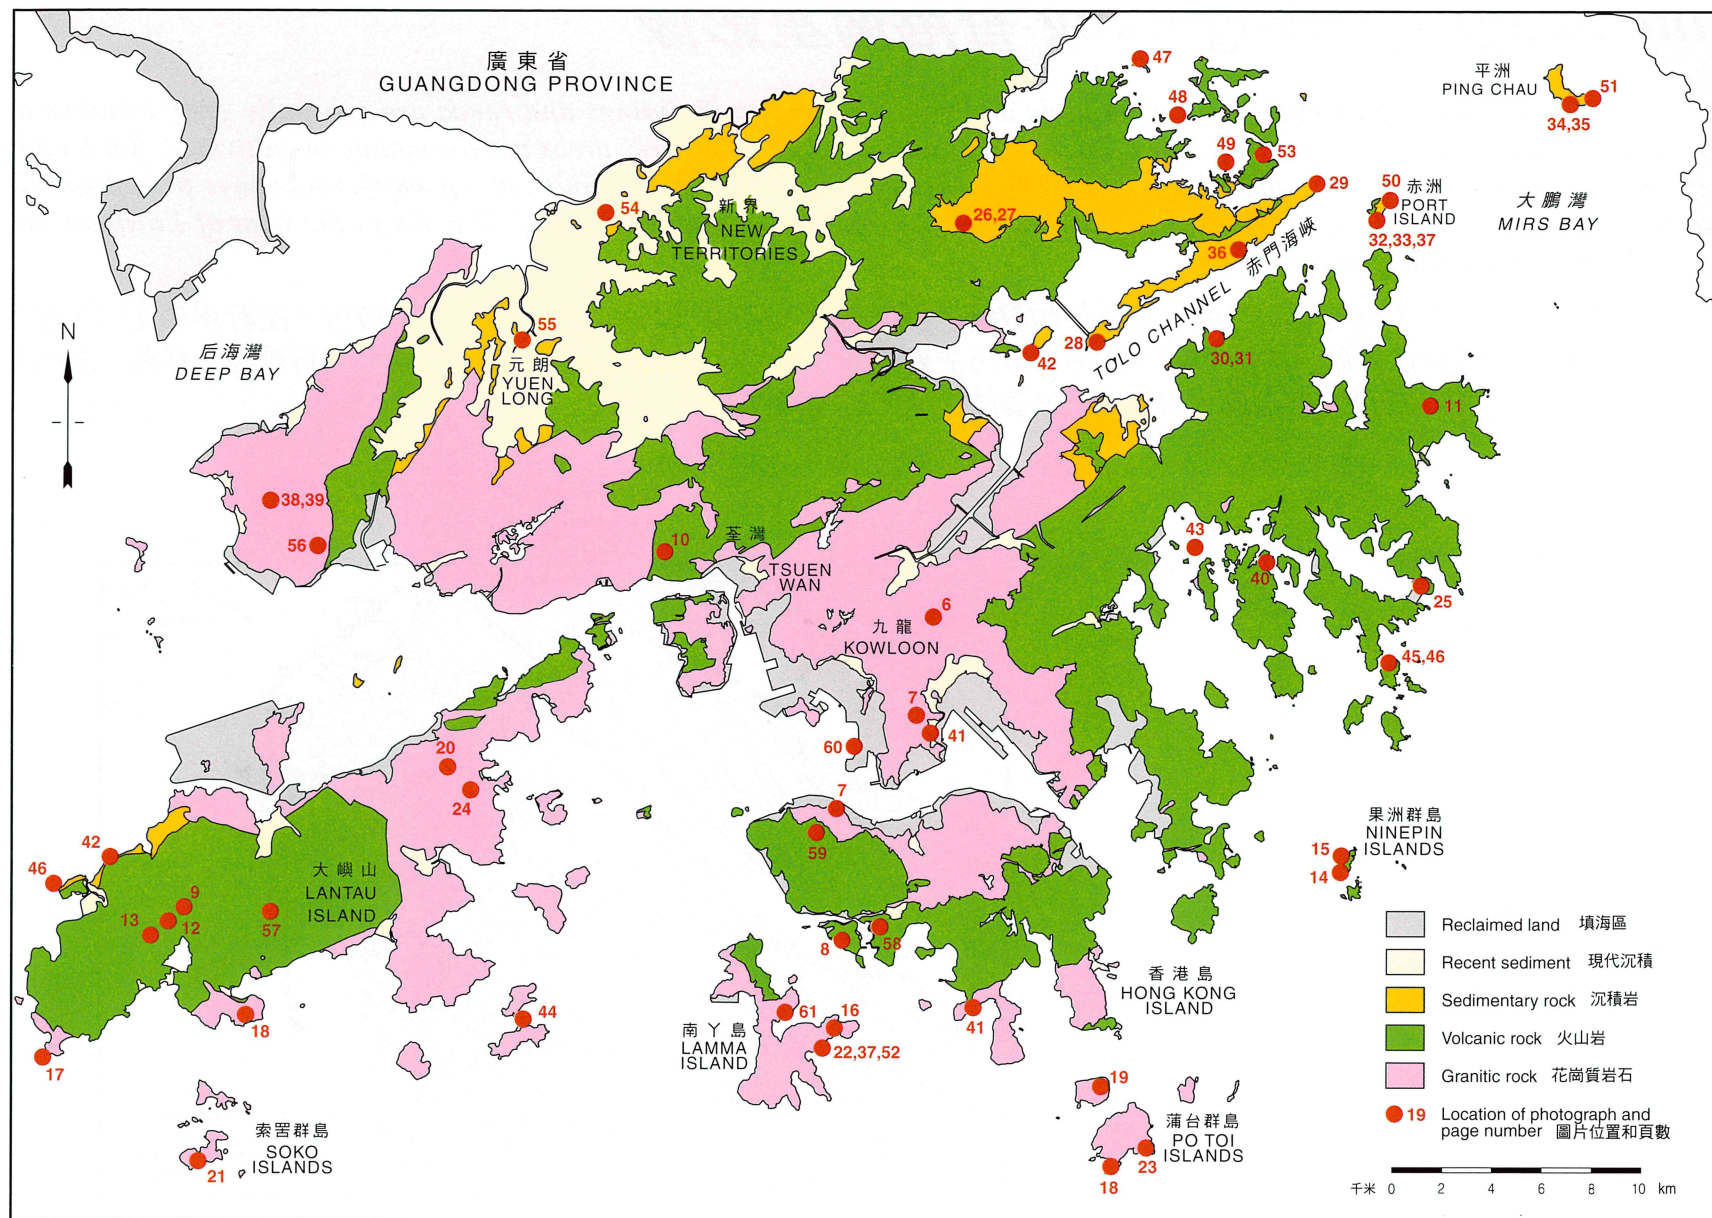 廣東省
GUANGDONG PROVINCE
47
48
49
53
平洲
PING CHAU
51
34,35
29
50
赤洲
PORT
ISLAND
32,33,37
大鵬灣
MIRS BAY
54
新界
NEW
TERRITORIES
26,27
36
赤門海峽
TOLO CHANNEL
N
后海灣
DEEP BAY
55
元朗
YUEN
LONG
42
28
30,31
11
38,39
56
10
荃灣
TSUEN
WAN
43
40
25
6
九龍
KOWLOON
45,46
7
41
60
20
24
7
59
果洲群島
NINEPIN
ISLANDS
15
14
42
46
大嶼山
LANTAU
ISLAND
9
13
12
57
8
58
香港島
HONG KONG
ISLAND
18
17
44
南丫島
LAMMA
ISLAND
61
16
22,37,52
41
19
蒲台群島
PO TOI
ISLANDS
23
18
索罟群島
SOKO
ISLANDS
21
Reclaimed land 填海區
Recent sediment 現代沉積
Sedimentary rock 沉積岩
Volcanic rock 火山岩
Granitic rock 花崗質岩石
19 Location of photograph and
page number 圖片位置和頁數
千米 0 2 4 6 8 10 km